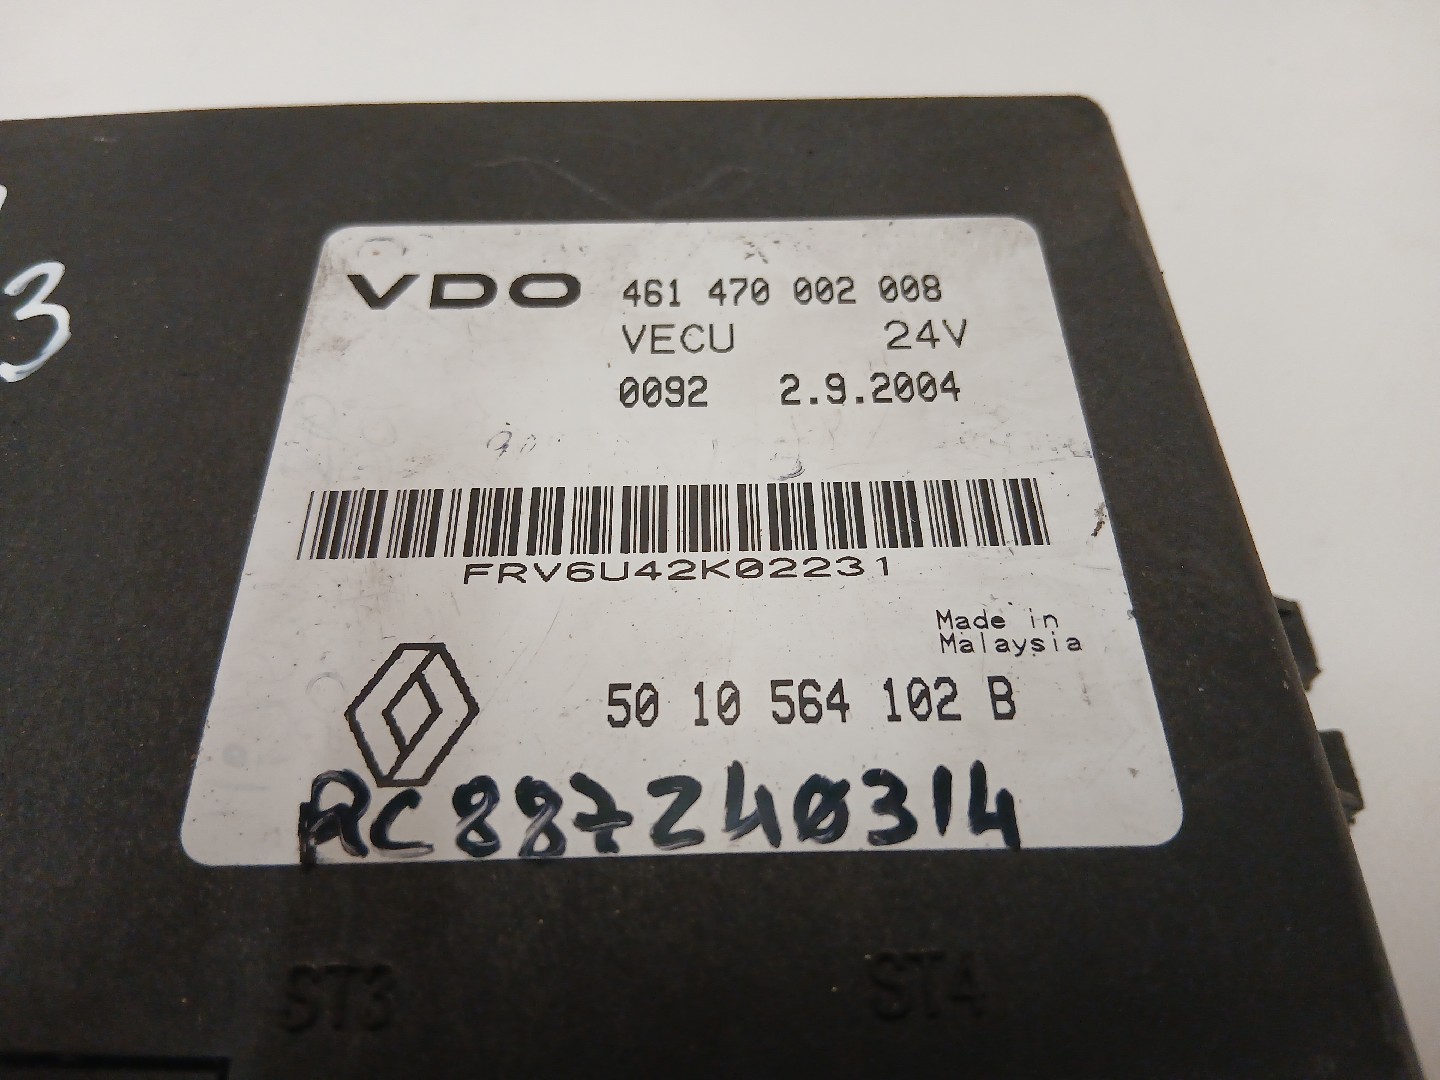 3
VDO 461 470 002 008
VECU 24V
0092 2.9.2004
FRV6U42K02231
Made in
Malaysia
50 10 564 102 B
RC887240314
ST3 ST4